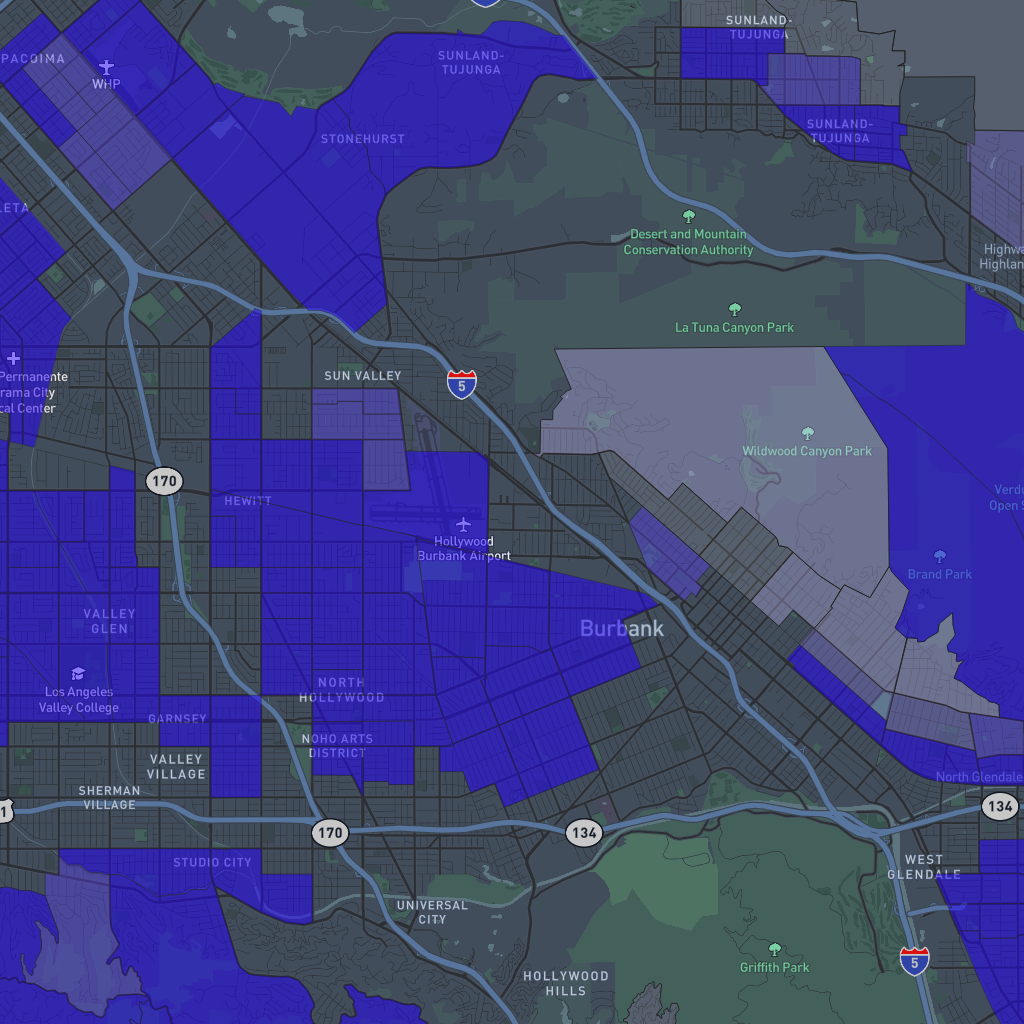 SUNLAND-
TUJUNGA
PACOIMA
WHP
SUNLAND-
TUJUNGA
SUNLAND-
TUJUNGA
STONEHURST
LETA
Desert and Mountain
Conservation Authority
Highwa
Highlan
La Tuna Canyon Park
Permanente
rama City
cal Center
SUN VALLEY
5
Wildwood Canyon Park
170
HEWITT
Verdu
Open S
Hollywood
Burbank Airport
Brand Park
VALLEY
GLEN
Burbank
Los Angeles
Valley College
NORTH
HOLLYWOOD
GARNSEY
NOHO ARTS
DISTRICT
VALLEY
VILLAGE
North Glendale
SHERMAN
VILLAGE
1
170
134
134
STUDIO CITY
WEST
GLENDALE
UNIVERSAL
CITY
5
Griffith Park
HOLLYWOOD
HILLS